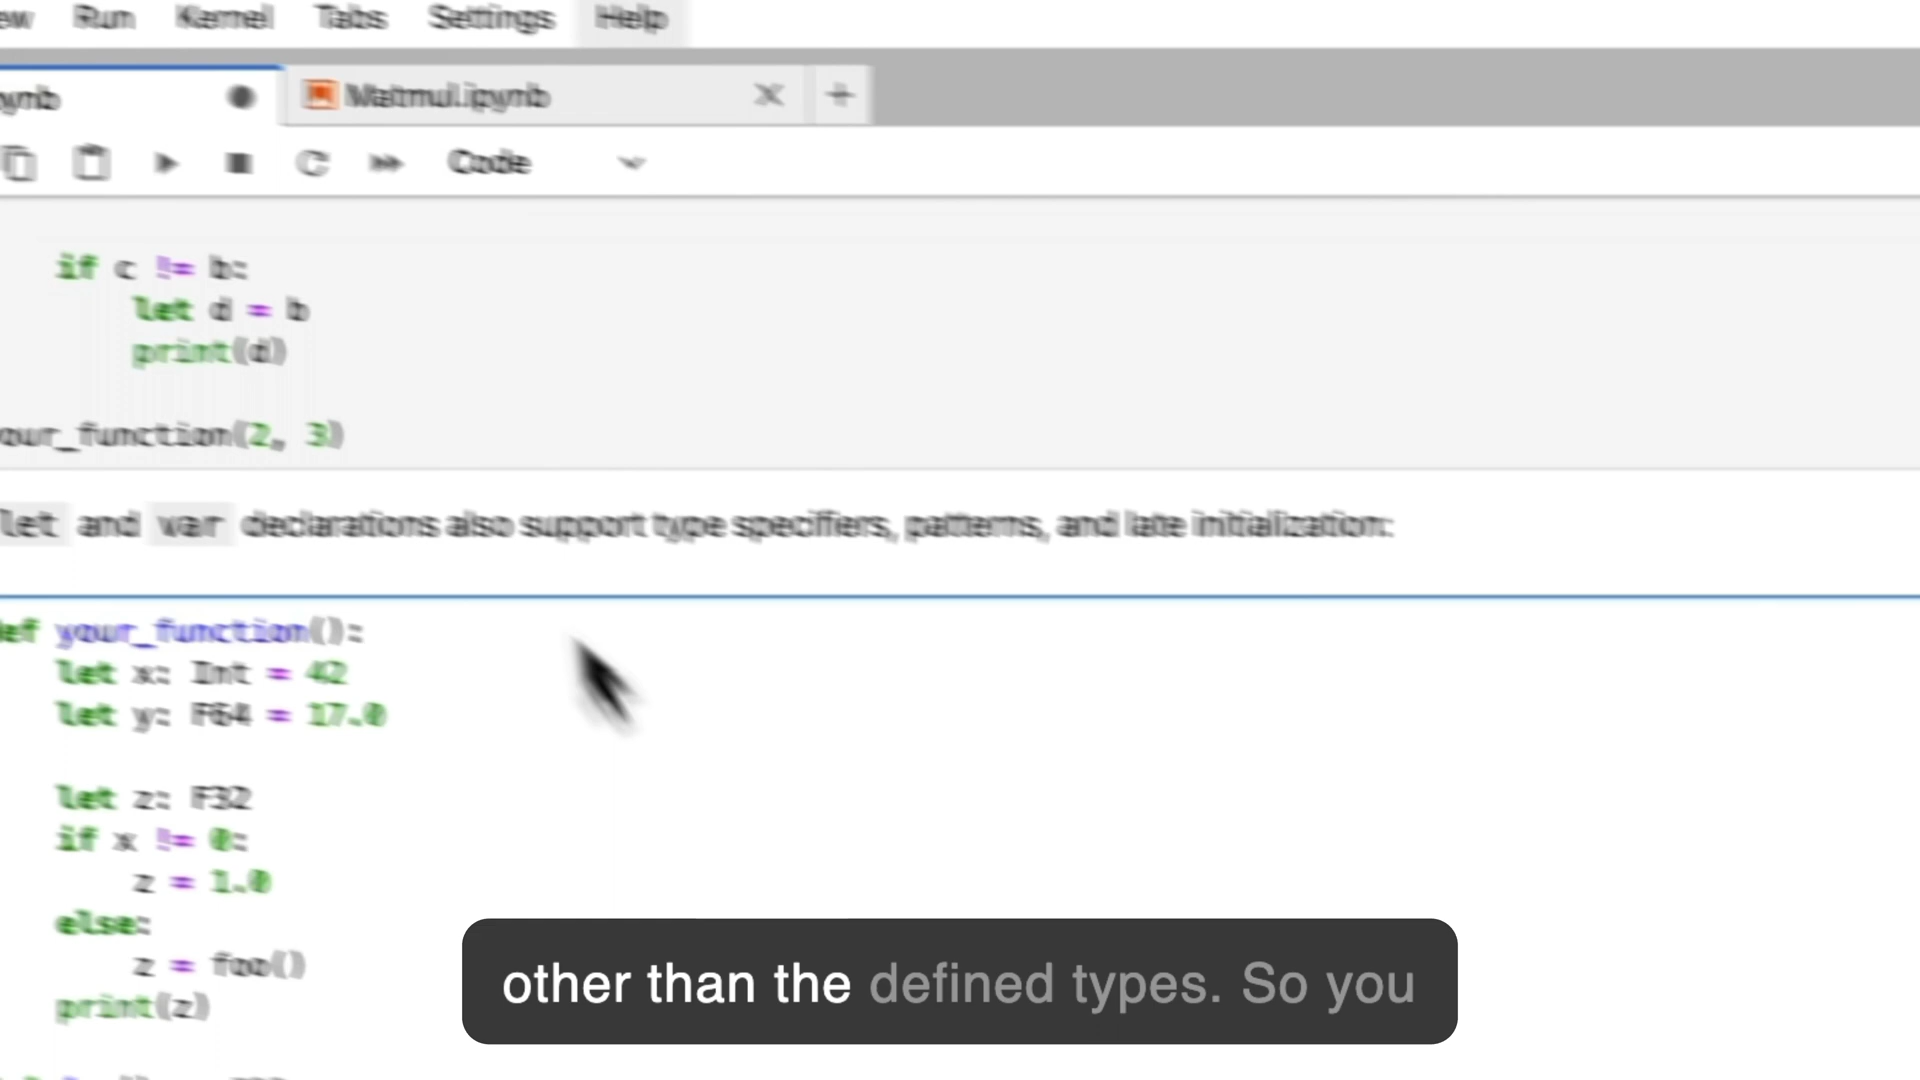 ew Run Kernel Tabs Settings Help
ynb Matmul.ipynb
Code
if c != b:
let d = b
print(d)
our_function(2, 3)
let and var declarations also support type specifiers, patterns, and late initialization:
ef your_function():
let x: Int = 42
let y: F64 = 17.0
let z: F32
if x != 0:
z = 1.0
else:
z = foo()
print(z)
other than the defined types. So you